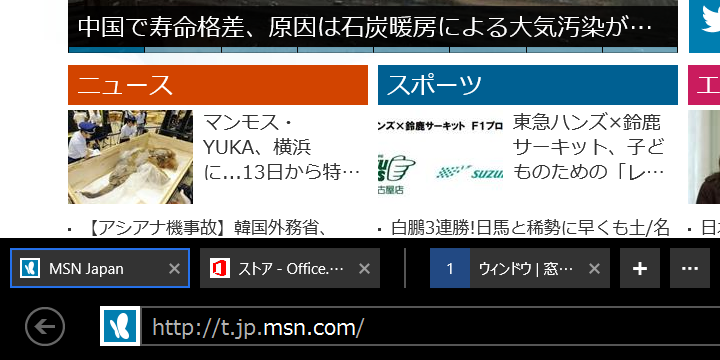 中国で寿命格差、原因は石炭暖房による大気汚染が…
ニュース
スポーツ
エ
マンモス・
YUKA、横浜
に…13日から特…
ンズ×鈴鹿サーキット F1プロ
古屋店
SUZU
東急ハンズ×鈴鹿
サーキット、子ど
ものための「レ…
・【アシアナ機事故】韓国外務省、
・白鵬3連勝!日馬と稀勢に早くも土/名
・日
MSN Japan ×
ストア - Office.… ×
1 ウィンドウ | 窓… ×
+ …
http://t.jp.msn.com/